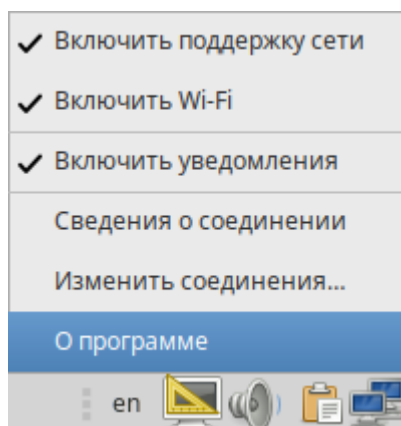 Включить поддержку сети
Включить Wi-Fi
Включить уведомления
Сведения о соединении
Изменить соединения...
О программе
en